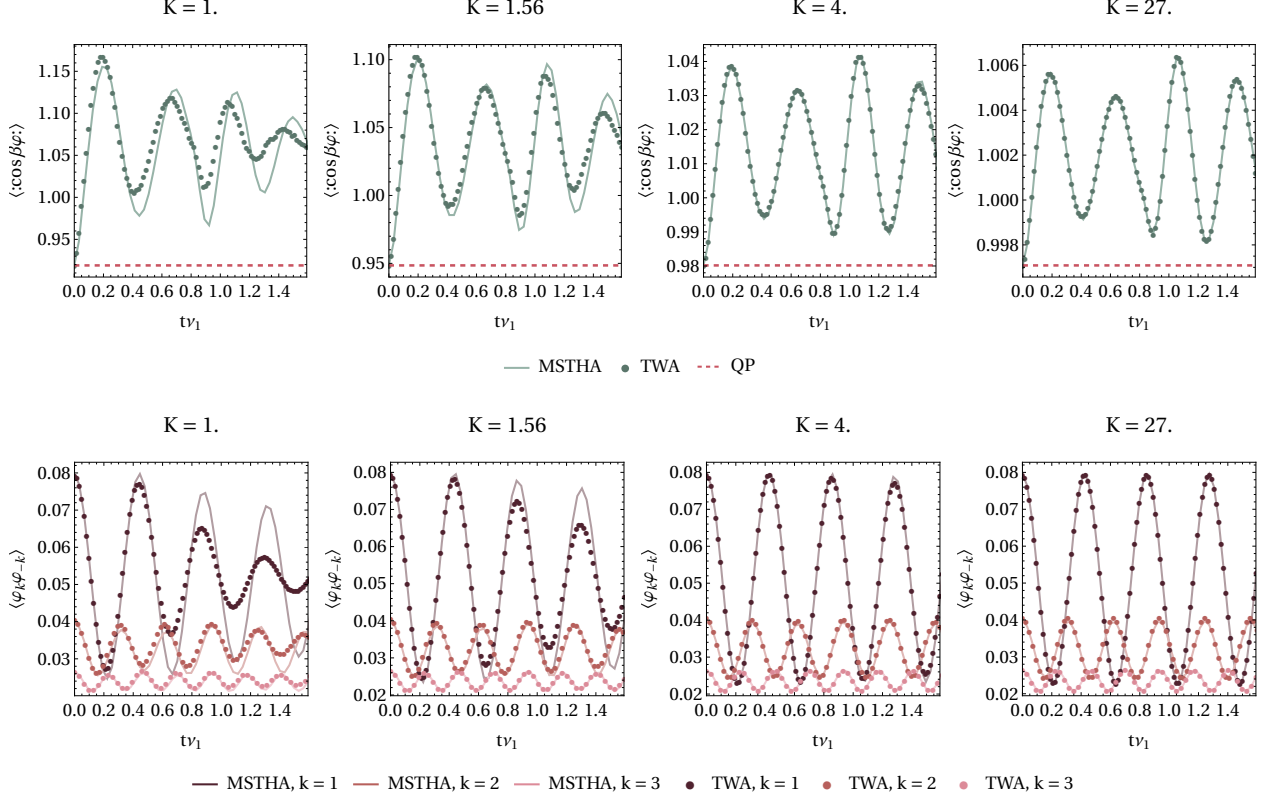 K = 1. K = 1.56 K = 4. K = 27.
1.15 1.10 1.05 1.00 0.95
1.10 1.05 1.00 0.95
1.04 1.03 1.02 1.01 1.00 0.99 0.98
1.006 1.004 1.002 1.000 0.998
⟨:cos βφ:⟩ ⟨:cos βφ:⟩ ⟨:cos βφ:⟩ ⟨:cos βφ:⟩
0.0 0.2 0.4 0.6 0.8 1.0 1.2 1.4 0.0 0.2 0.4 0.6 0.8 1.0 1.2 1.4 0.0 0.2 0.4 0.6 0.8 1.0 1.2 1.4 0.0 0.2 0.4 0.6 0.8 1.0 1.2 1.4
tν₁ tν₁ tν₁ tν₁
MSTHA TWA QP
K = 1. K = 1.56 K = 4. K = 27.
0.08 0.07 0.06 0.05 0.04 0.03
0.08 0.07 0.06 0.05 0.04 0.03 0.02
0.08 0.07 0.06 0.05 0.04 0.03 0.02
0.08 0.07 0.06 0.05 0.04 0.03 0.02
⟨φₖφ₋ₖ⟩ ⟨φₖφ₋ₖ⟩ ⟨φₖφ₋ₖ⟩ ⟨φₖφ₋ₖ⟩
0.0 0.2 0.4 0.6 0.8 1.0 1.2 1.4 0.0 0.2 0.4 0.6 0.8 1.0 1.2 1.4 0.0 0.2 0.4 0.6 0.8 1.0 1.2 1.4 0.0 0.2 0.4 0.6 0.8 1.0 1.2 1.4
tν₁ tν₁ tν₁ tν₁
MSTHA, k = 1 MSTHA, k = 2 MSTHA, k = 3 TWA, k = 1 TWA, k = 2 TWA, k = 3